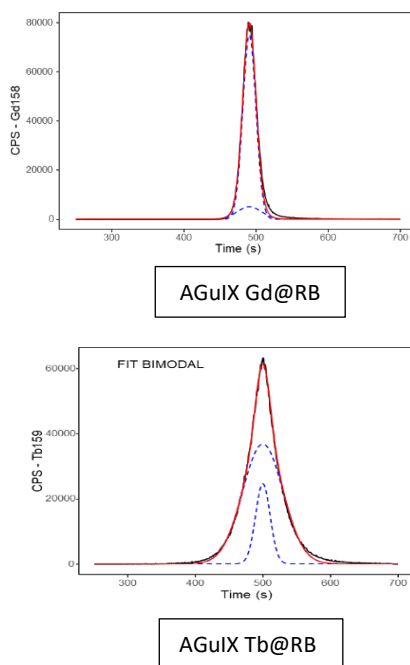 80000
60000
40000
20000
0
CPS - Gd158
300 400 500 600 700
Time (s)
AGuIX Gd@RB
FIT BIMODAL
60000
40000
20000
0
CPS - Tb159
300 400 500 600 700
Time (s)
AGuIX Tb@RB